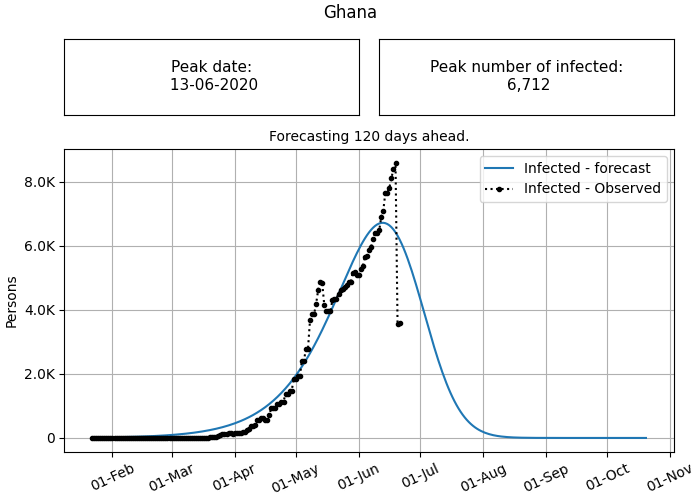 Ghana
Peak date:
13-06-2020
Peak number of infected:
6,712
Forecasting 120 days ahead.
Infected - forecast
Infected - Observed
Persons
8.0K
6.0K
4.0K
2.0K
0
01-Feb
01-Mar
01-Apr
01-May
01-Jun
01-Jul
01-Aug
01-Sep
01-Oct
01-Nov